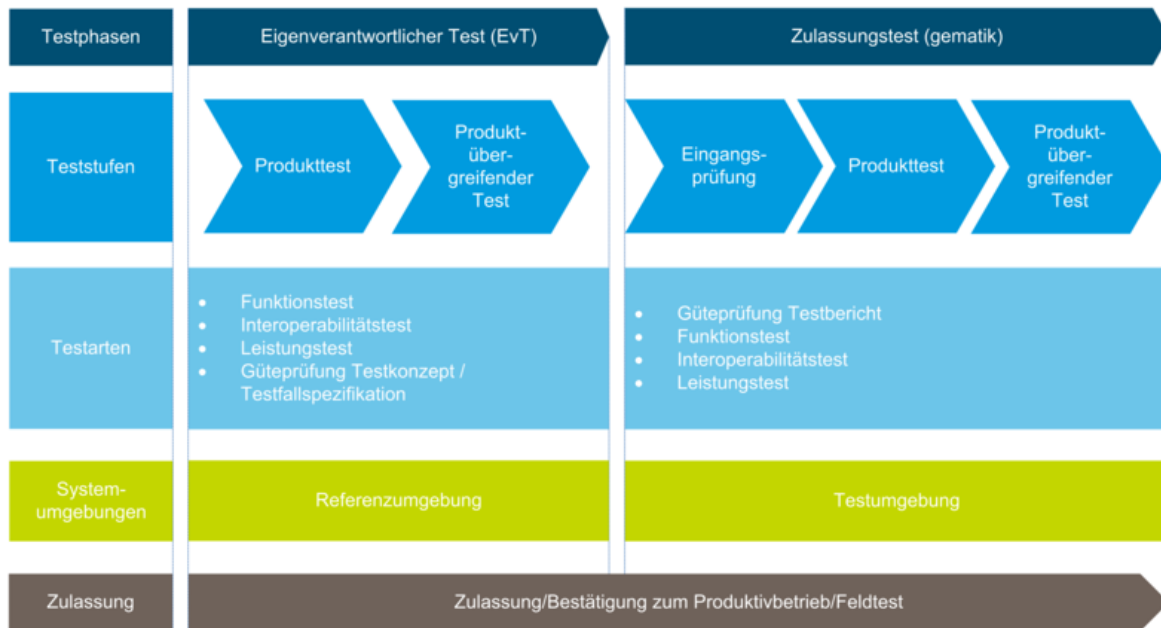 Testphasen
Eigenverantwortlicher Test (EvT)
Zulassungstest (gematik)
Teststufen
Produkttest
Produkt-
über-
greifender
Test
Eingangs-
prüfung
Produkttest
Produkt-
über-
greifender
Test
Testarten
• Funktionstest
• Interoperabilitätstest
• Leistungstest
• Güteprüfung Testkonzept /
Testfallspezifikation
• Güteprüfung Testbericht
• Funktionstest
• Interoperabilitätstest
• Leistungstest
System-
umgebungen
Referenzumgebung
Testumgebung
Zulassung
Zulassung/Bestätigung zum Produktivbetrieb/Feldtest